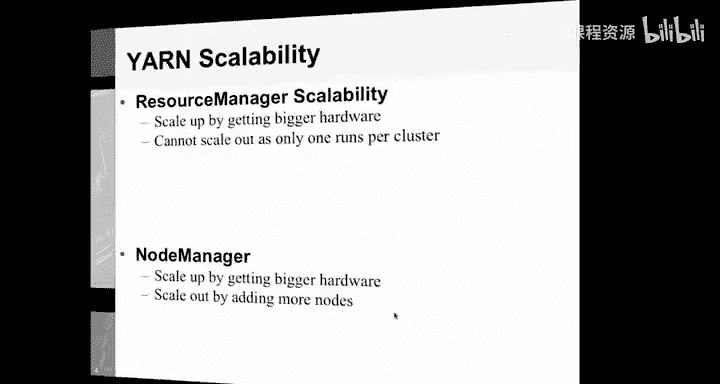 课程资源 bilibili
YARN Scalability
• ResourceManager Scalability
– Scale up by getting bigger hardware
– Cannot scale out as only one runs per cluster
• NodeManager
– Scale up by getting bigger hardware
– Scale out by adding more nodes
4